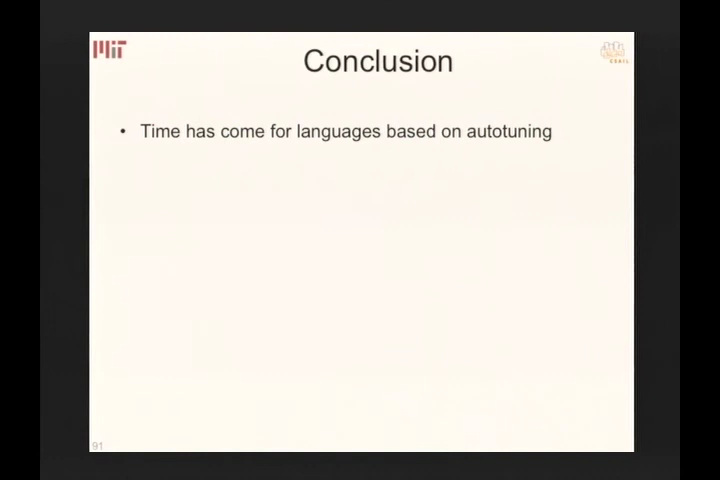 MIT
Conclusion
CSAIL
• Time has come for languages based on autotuning
91